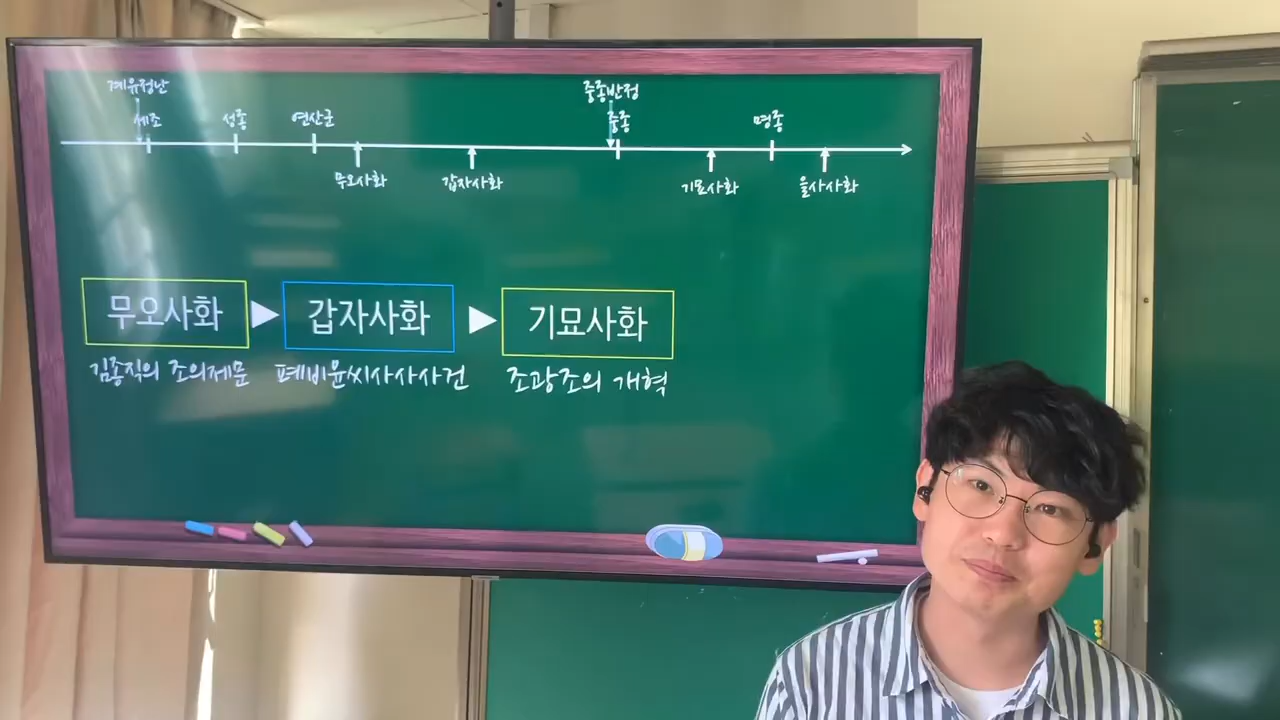 계유정난 중종반정
세조 성종 연산군 중종 명종
무오사화 갑자사화 기묘사화 을사사화
무오사화 ▶ 갑자사화 ▶ 기묘사화
김종직의 조의제문 폐비윤씨사사사건 조광조의 개혁